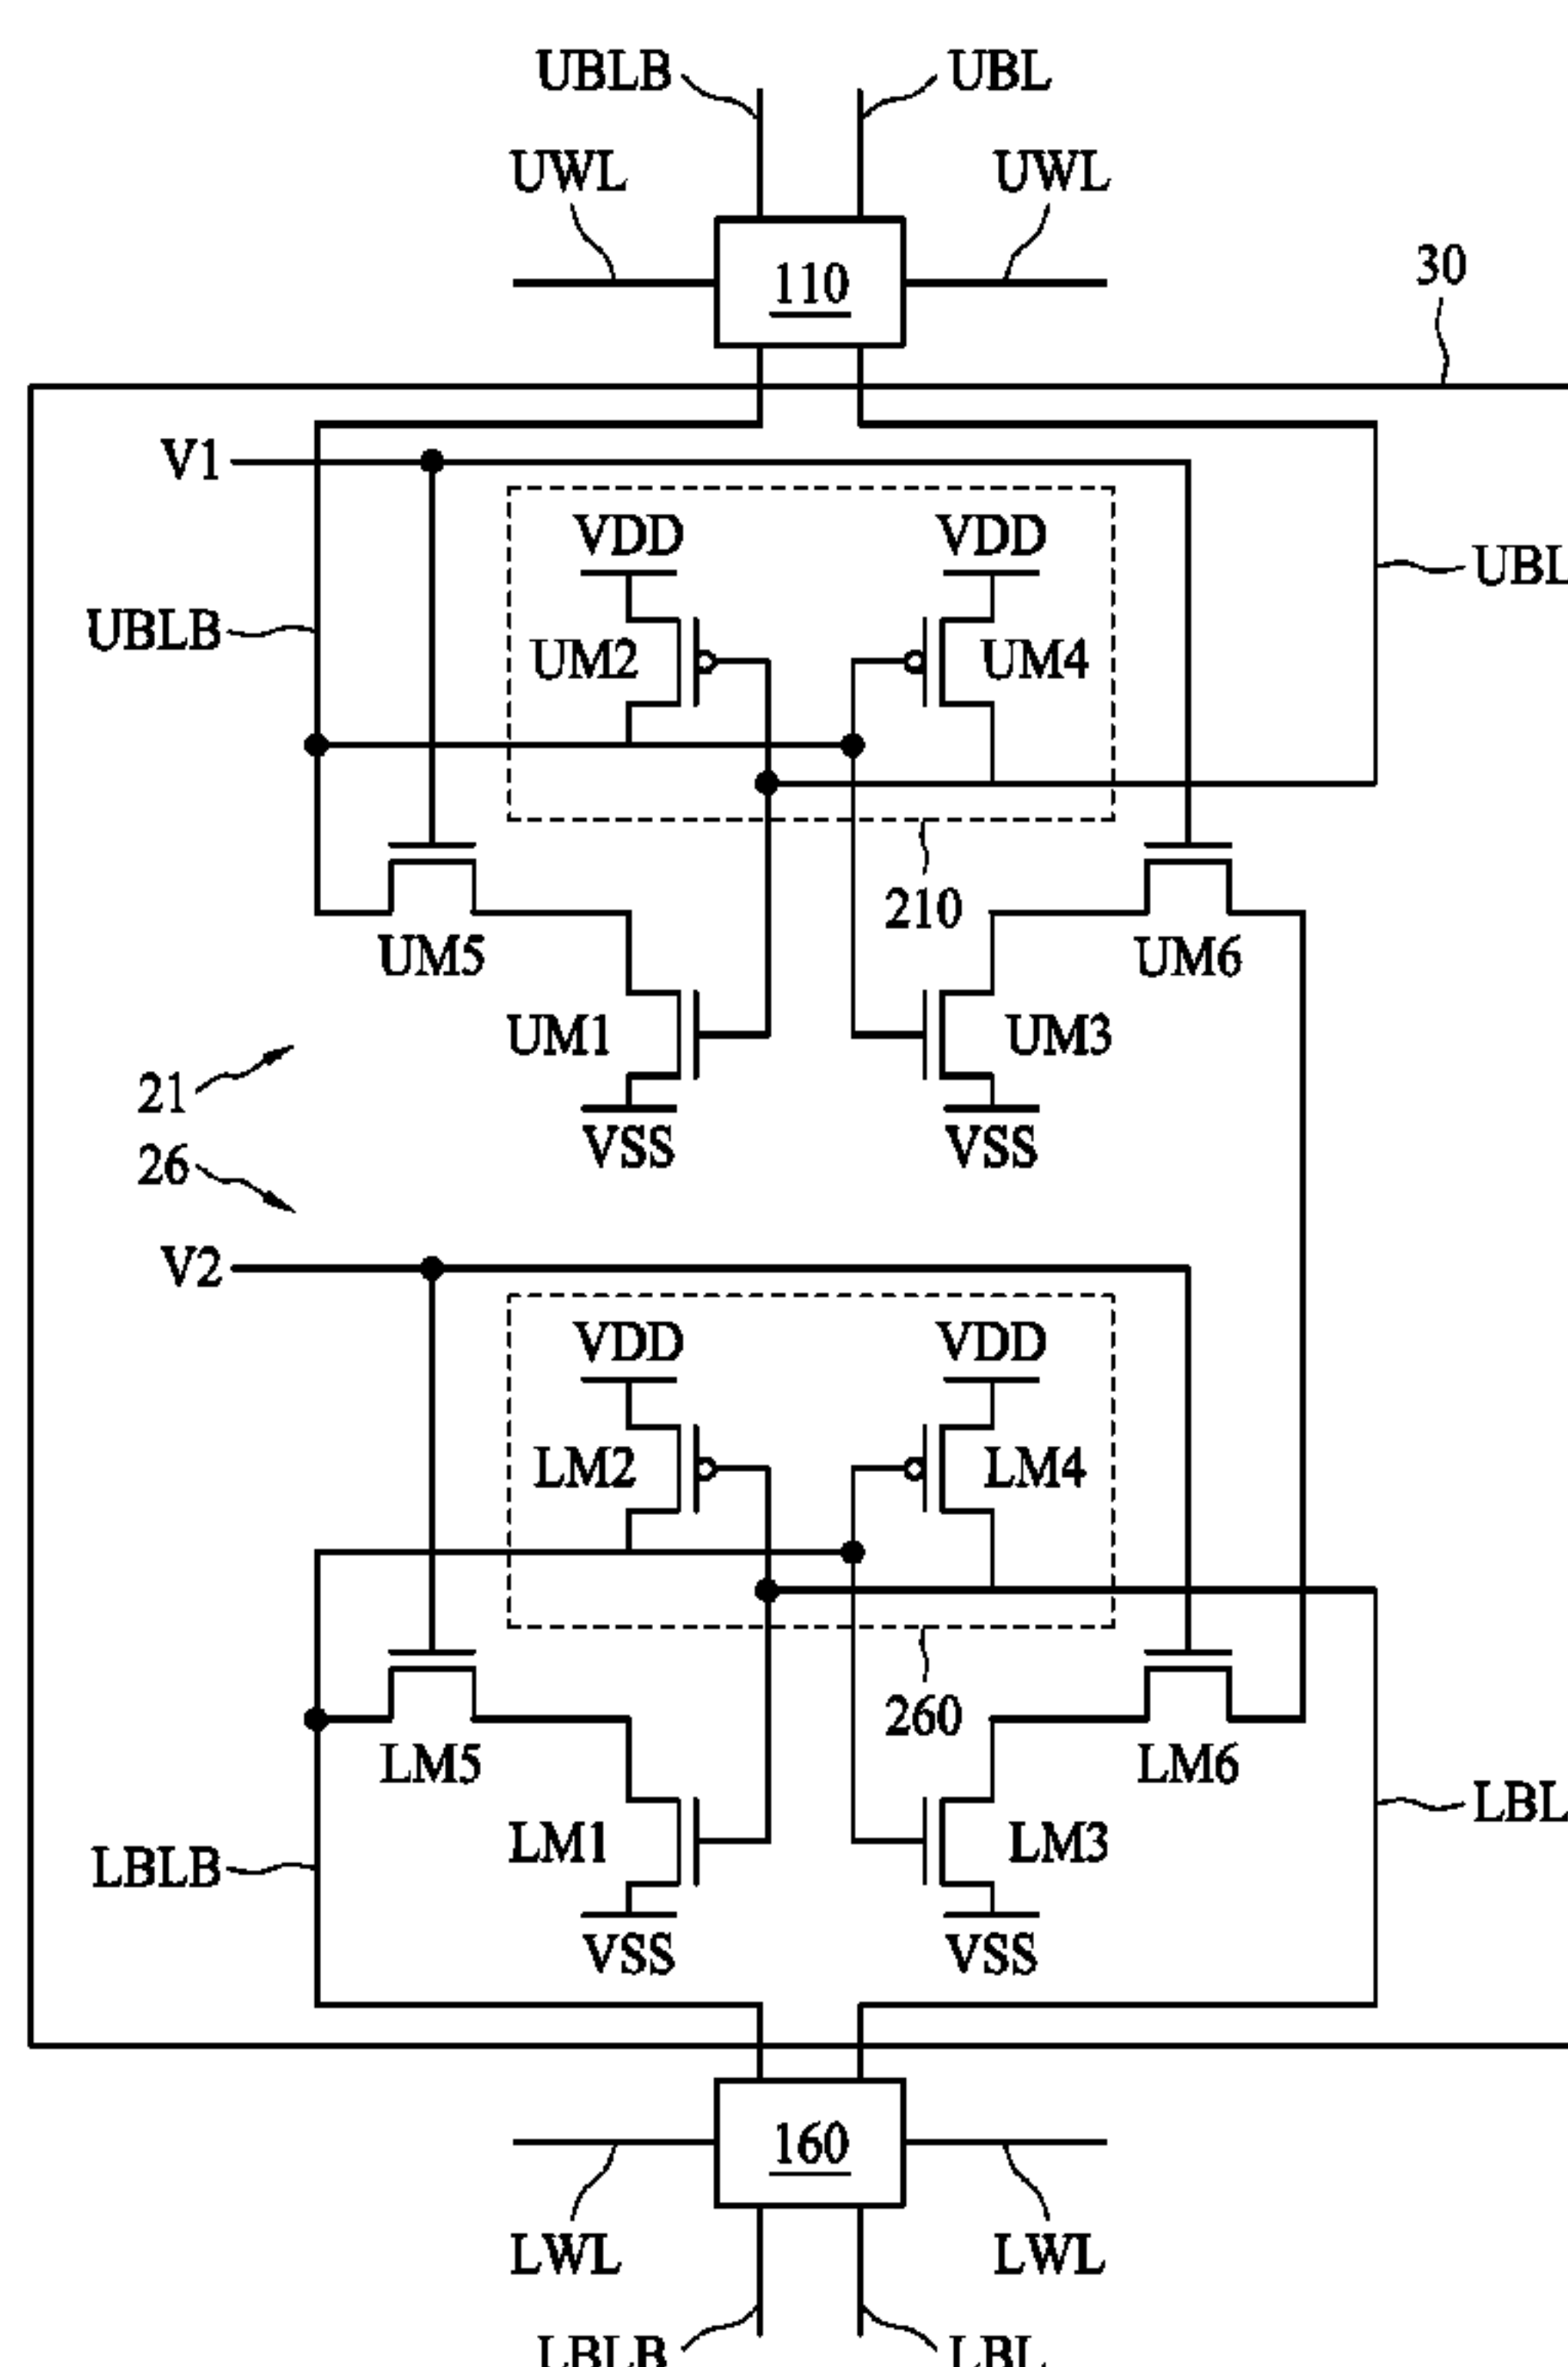 UBLB UBL
UWL UWL
110
30
V1
VDD VDD
UBL
UBLB
UM2 UM4
210
UM5 UM6
UM1 UM3
21
VSS VSS
26
V2
VDD VDD
LM2 LM4
260
LM5 LM6
LBL
LM1 LM3
LBLB
VSS VSS
160
LWL LWL
LBLB LBL